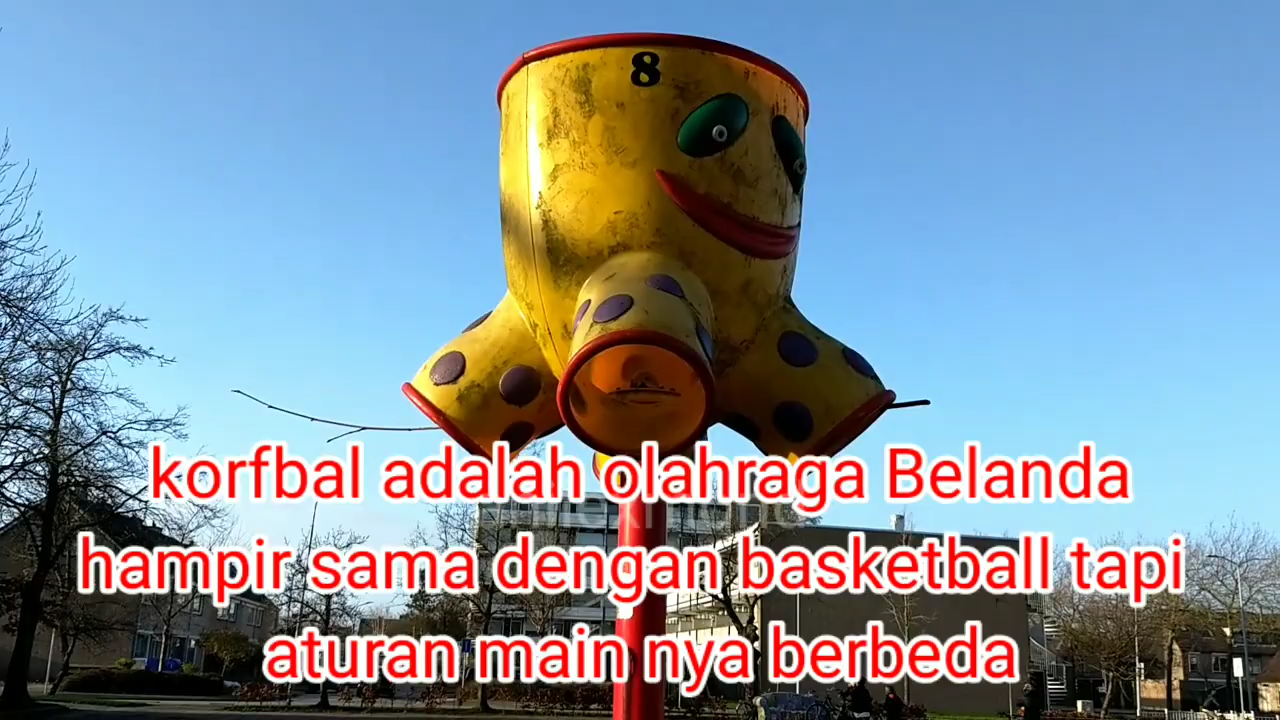 8
korfbal adalah olahraga Belanda
hampir sama dengan basketball tapi
aturan main nya berbeda